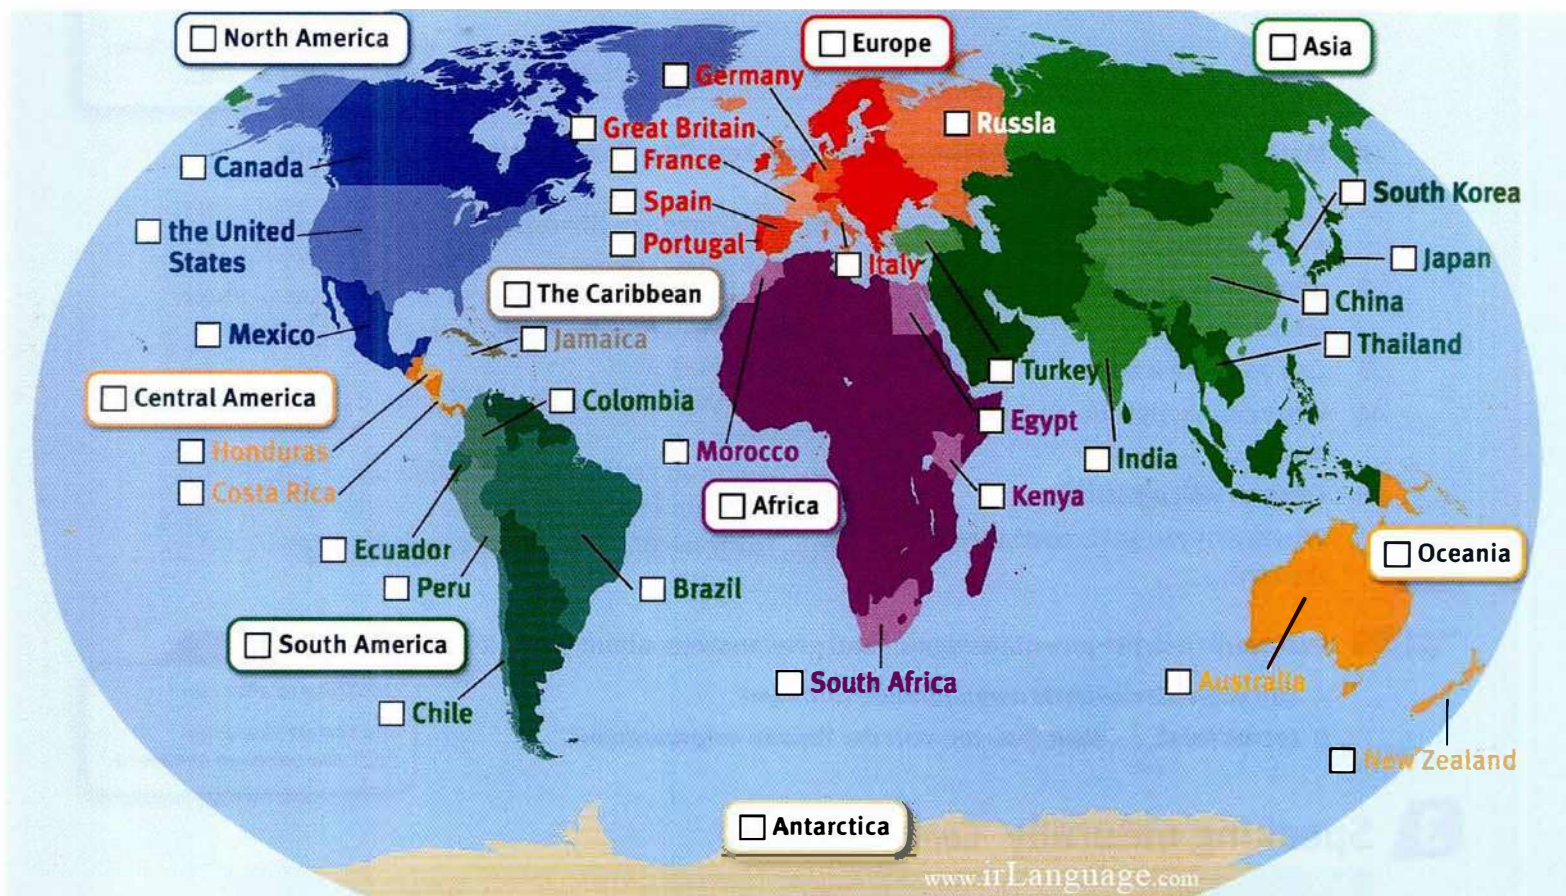 North America
Europe
Asia
Germany
Great Britain
Russia
France
Canada
Spain
South Korea
the United
States
Portugal
Italy
Japan
The Caribbean
China
Mexico
Jamaica
Thailand
Turkey
Central America
Colombia
Egypt
Honduras
Morocco
India
Costa Rica
Kenya
Africa
Ecuador
Oceania
Peru
Brazil
South America
South Africa
Australia
Chile
New Zealand
Antarctica
www.irLanguage.com